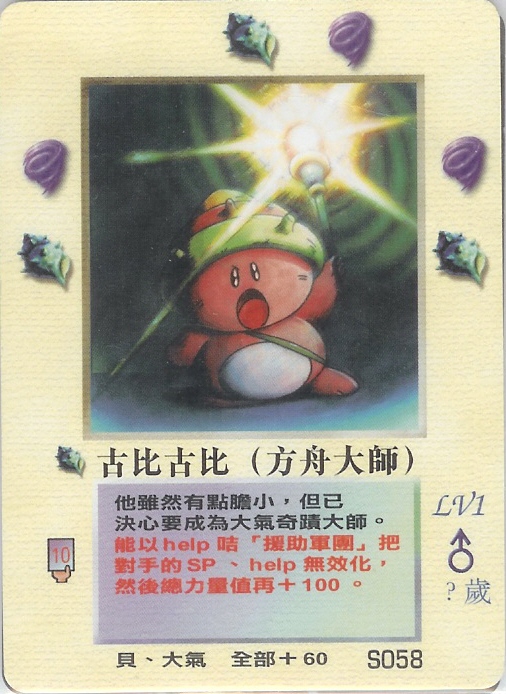 古比古比（方舟大師）
他雖然有點膽小，但已
決心要成為大氣奇蹟大師。
能以help 咭「援助軍團」把
對手的SP、help 無效化，
然後總力量值再＋100 。
LV1
10
♂
? 歲
貝、大氣　全部＋60　S058